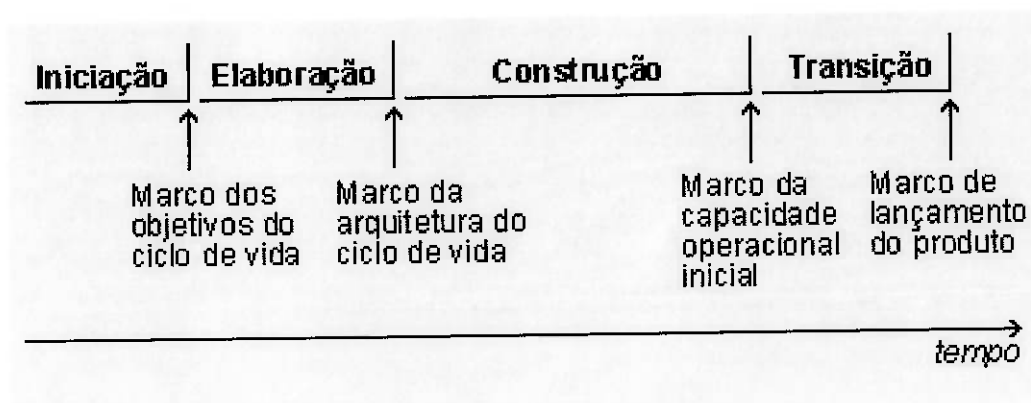 Iniciação Elaboração Construção Transição
Marco dos
objetivos do
ciclo de vida
Marco da
arquitetura do
ciclo de vida
Marco da
capacidade
operacional
inicial
Marco de
lançamento
do produto
tempo